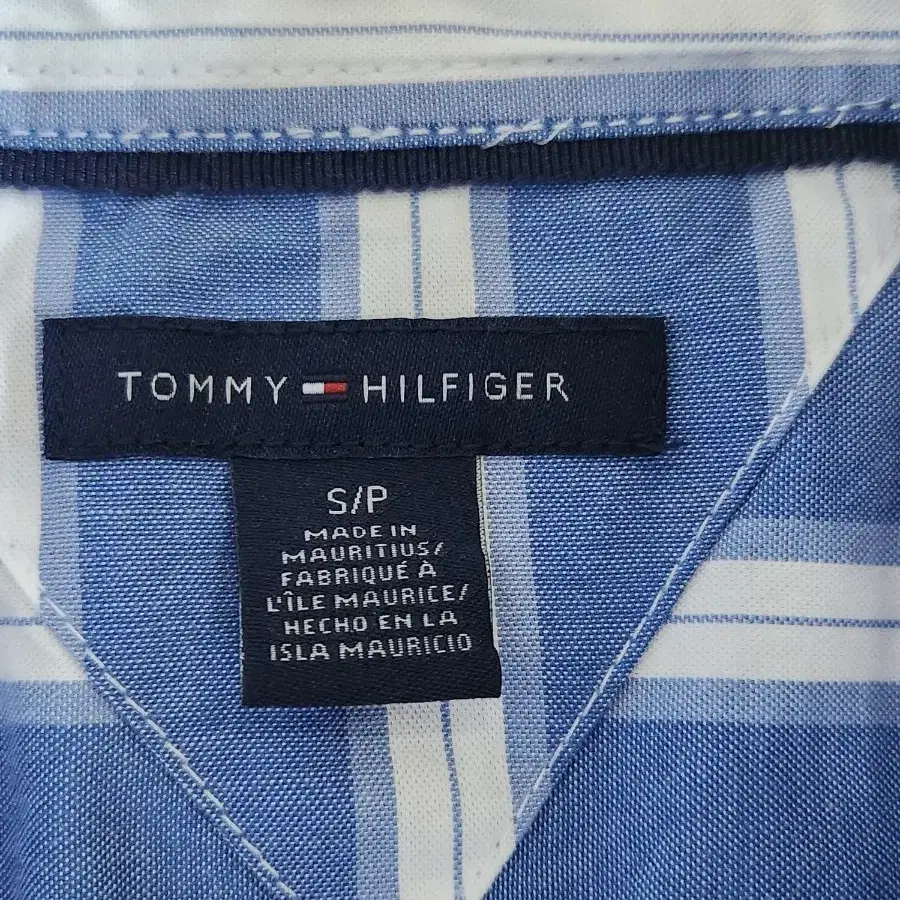 TOMMY HILFIGER
S/P
MADE IN
MAURITIUS/
FABRIQUÉ À
L'ÎLE MAURICE/
HECHO EN LA
ISLA MAURICIO